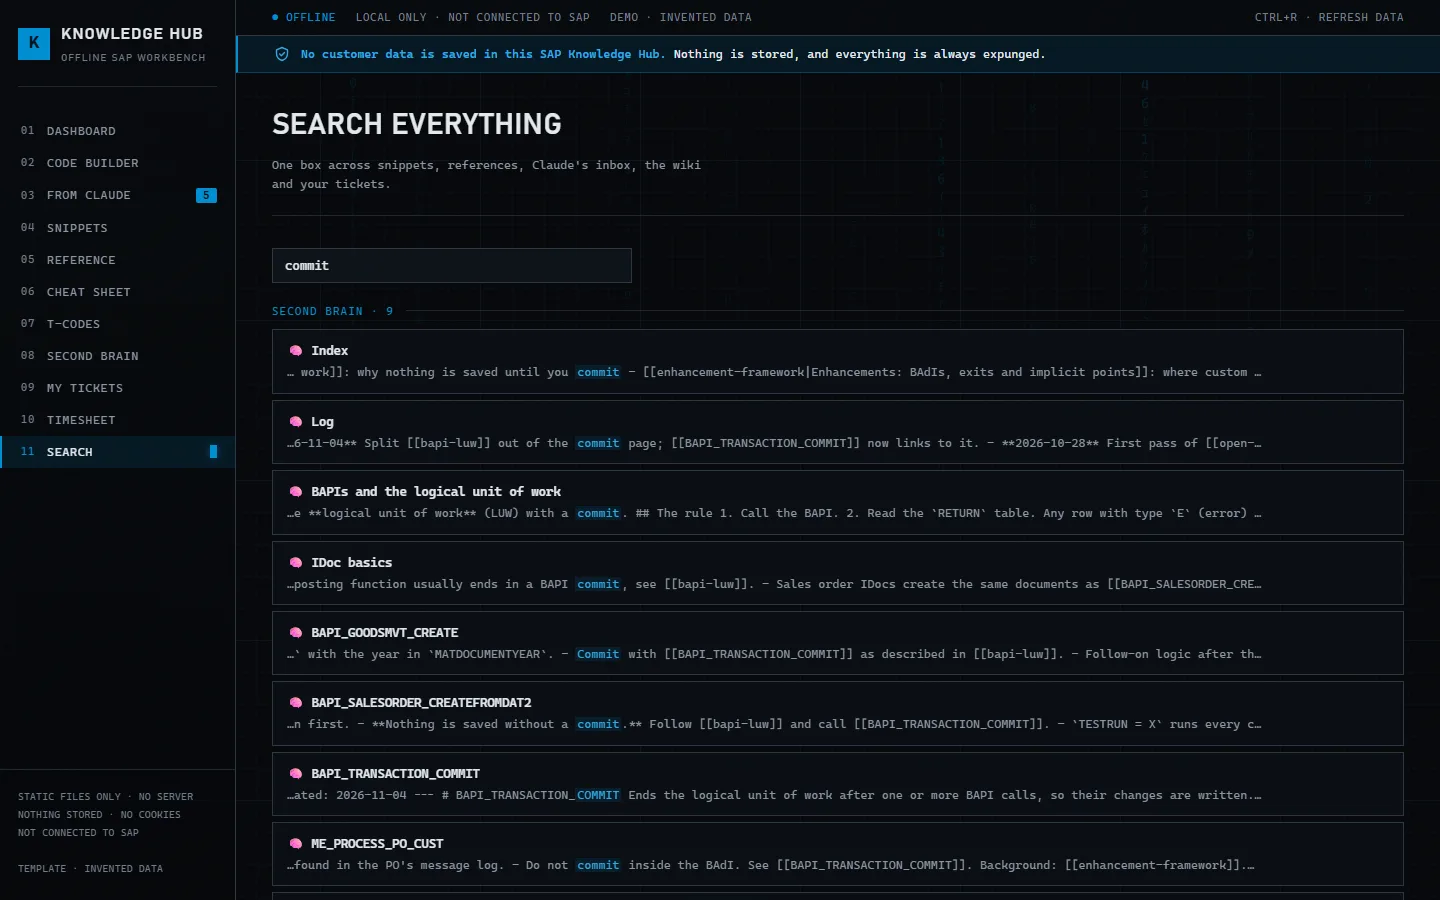 K
KNOWLEDGE HUB
OFFLINE SAP WORKBENCH
01 DASHBOARD
02 CODE BUILDER
03 FROM CLAUDE 5
04 SNIPPETS
05 REFERENCE
06 CHEAT SHEET
07 T-CODES
08 SECOND BRAIN
09 MY TICKETS
10 TIMESHEET
11 SEARCH
STATIC FILES ONLY · NO SERVER
NOTHING STORED · NO COOKIES
NOT CONNECTED TO SAP
TEMPLATE · INVENTED DATA
OFFLINE LOCAL ONLY · NOT CONNECTED TO SAP DEMO · INVENTED DATA CTRL+R · REFRESH DATA
No customer data is saved in this SAP Knowledge Hub. Nothing is stored, and everything is always expunged.
SEARCH EVERYTHING
One box across snippets, references, Claude's inbox, the wiki
and your tickets.
commit
SECOND BRAIN · 9
Index
… work]]: why nothing is saved until you commit - [[enhancement-framework|Enhancements: BAdIs, exits and implicit points]]: where custom …
Log
…6-11-04** Split [[bapi-luw]] out of the commit page; [[BAPI_TRANSACTION_COMMIT]] now links to it. - **2026-10-28** First pass of [[open-…
BAPIs and the logical unit of work
…e **logical unit of work** (LUW) with a commit. ## The rule 1. Call the BAPI. 2. Read the `RETURN` table. Any row with type `E` (error) …
IDoc basics
…posting function usually ends in a BAPI commit, see [[bapi-luw]]. - Sales order IDocs create the same documents as [[BAPI_SALESORDER_CRE…
BAPI_GOODSMVT_CREATE
…` with the year in `MATDOCUMENTYEAR`. - Commit with [[BAPI_TRANSACTION_COMMIT]] as described in [[bapi-luw]]. - Follow-on logic after th…
BAPI_SALESORDER_CREATEFROMDAT2
…n first. - **Nothing is saved without a commit.** Follow [[bapi-luw]] and call [[BAPI_TRANSACTION_COMMIT]]. - `TESTRUN = X` runs every c…
BAPI_TRANSACTION_COMMIT
…ated: 2026-11-04 --- # BAPI_TRANSACTION_COMMIT Ends the logical unit of work after one or more BAPI calls, so their changes are written.…
ME_PROCESS_PO_CUST
…found in the PO's message log. - Do not commit inside the BAdI. See [[BAPI_TRANSACTION_COMMIT]]. Background: [[enhancement-framework]].…